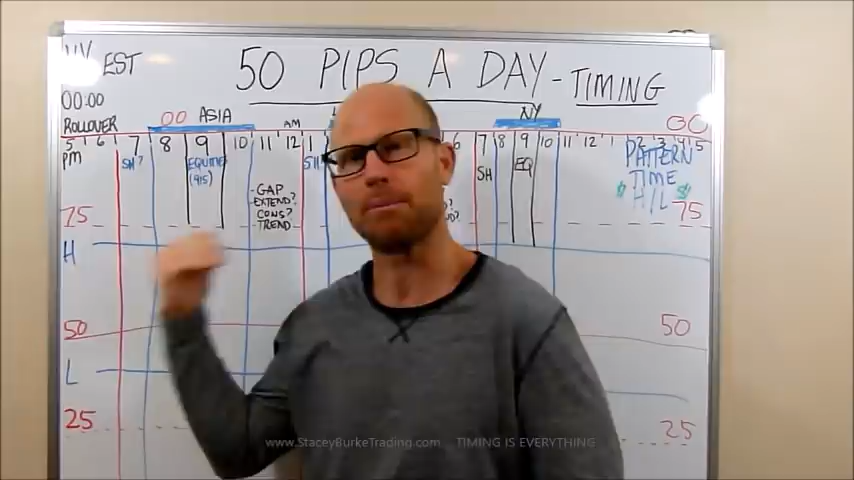 NY EST
50 PIPS A DAY - TIMING
00:00
ROLLOVER
00 ASIA
NY
00
AM
5 6 7 8 9 10 11 12 1
6 7 8 9 10 11 12 1 2 3 4 5
PM
SH?
EQUITIE
(915)
SH
EQ
PATTERN
TIME
$ H/L $
GAP
EXTEND?
CONS?
TREND
75
75
H
50
50
L
25
25
www.StaceyBurkeTrading.com TIMING IS EVERYTHING